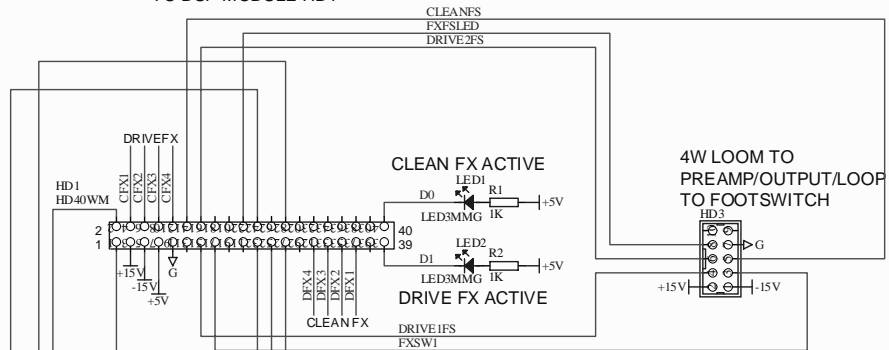 TO DSP MODULE HD1
CLEANFS
FXFSLED
DRIVE2FS
DRIVEFX
CFX1
CFX2
CFX3
CFX4
HD1
HD40WM
2
1
40
39
+15V
-15V
+5V
G
DFX4
DFX3
DFX2
DFX1
CLEANFX
CLEAN FX ACTIVE
D0
LED1
LED3MMG
R1
1K
+5V
D1
LED2
LED3MMG
R2
1K
+5V
DRIVE FX ACTIVE
DRIVE1FS
FXSW1
4W LOOM TO
PREAMP/OUTPUT/LOOP
TO FOOTSWITCH
HD3
G
+15V
-15V